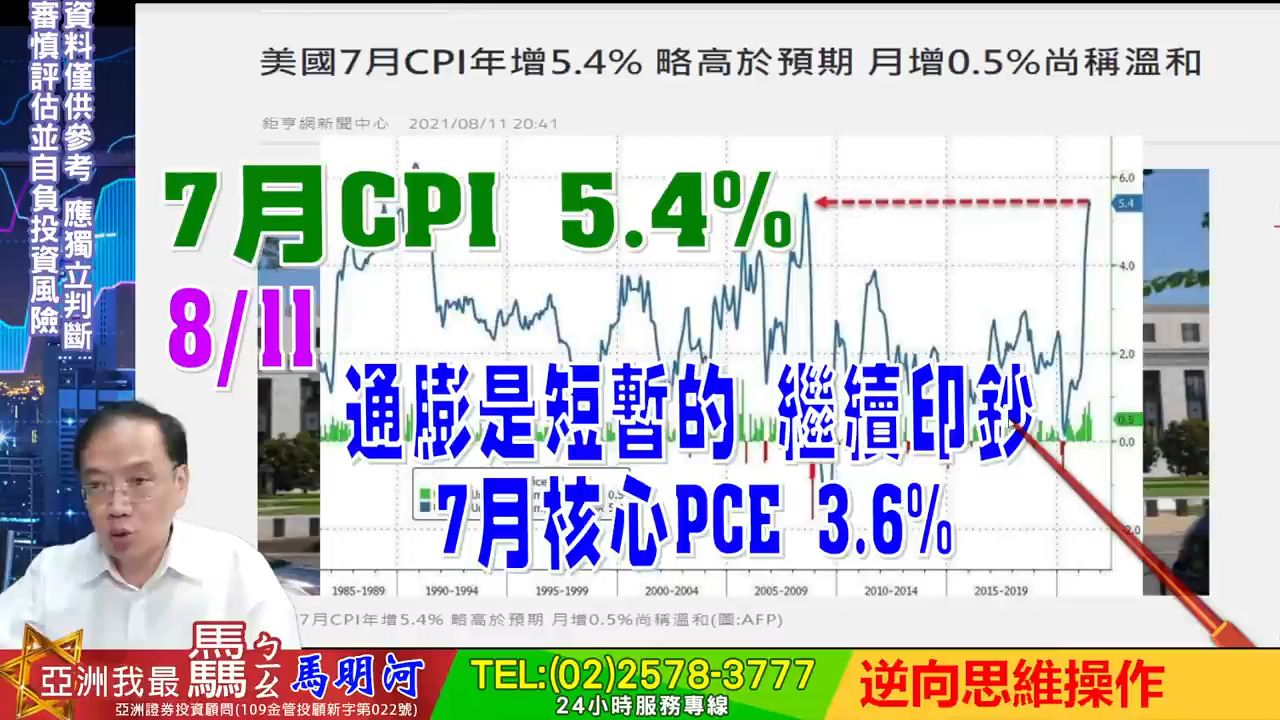 資料僅供參考 應獨立判斷
審慎評估並自負投資風險
美國7月CPI年增5.4% 略高於預期 月增0.5%尚稱溫和
鉅亨網新聞中心 2021/08/11 20:41
7月CPI 5.4%
8/11
通膨是短暫的 繼續印鈔
7月核心PCE 3.6%
6.0
5.4
4.0
2.0
0.5
0.0
-2.0
1985-1989 1990-1994 1995-1999 2000-2004 2005-2009 2010-2014 2015-2019
7月CPI年增5.4% 略高於預期 月增0.5%尚稱溫和(圖:AFP)
亞洲我最馬驫ㄅㄧㄠ馬明河
亞洲證券投資顧問(109金管投顧新字第022號)
TEL:(02)2578-3777
24小時服務專線
逆向思維操作